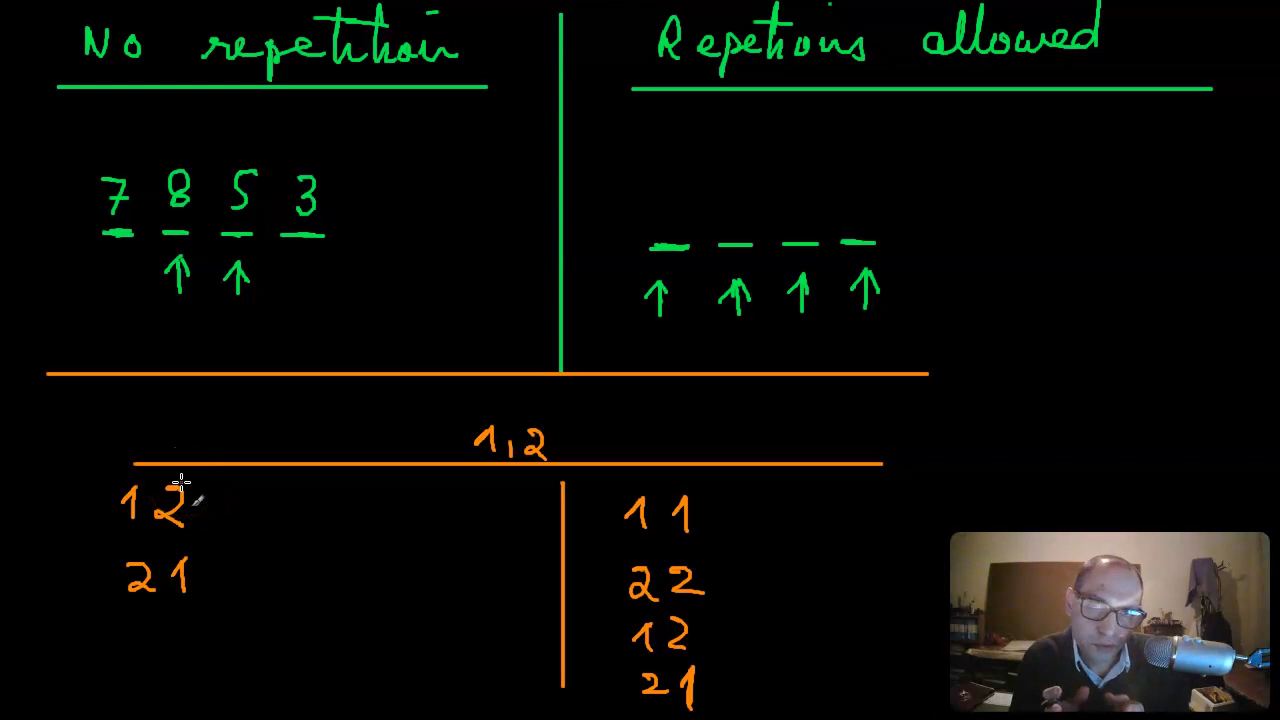 No repetition
Repetions allowed
7 8 5 3
1,2
1 2
2 1
1 1
2 2
1 2
2 1